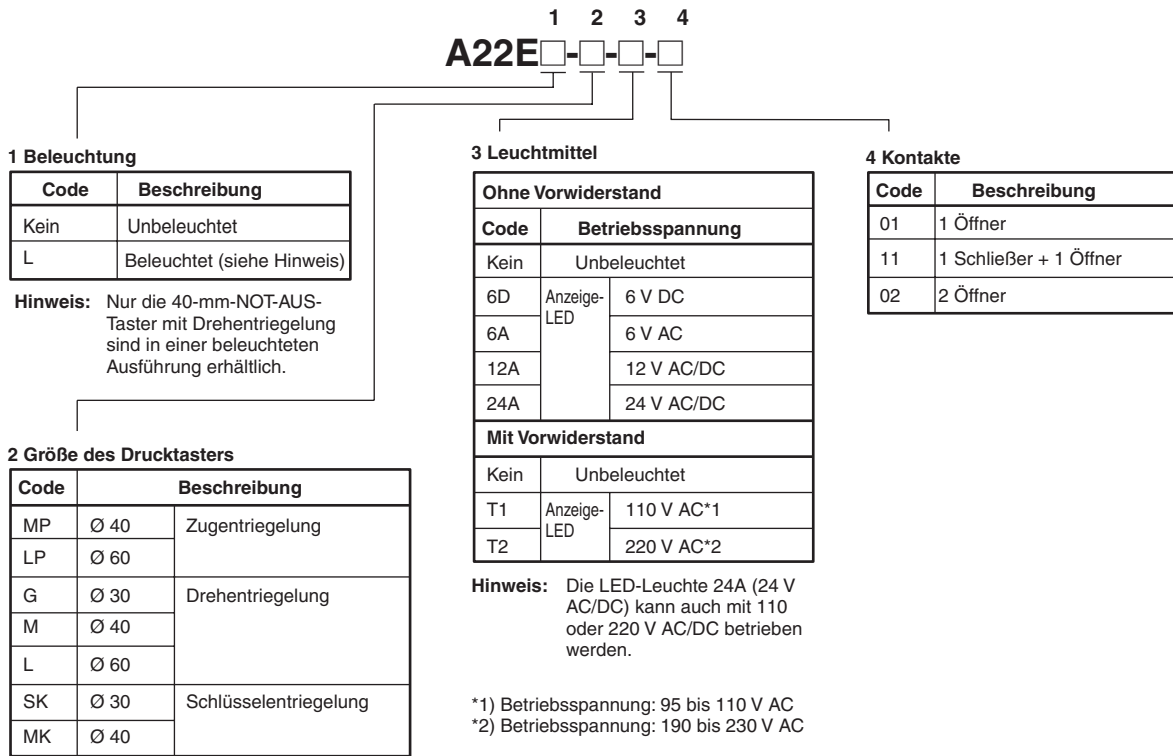 1 2 3 4
A22E□-□-□-□
1 Beleuchtung
Code Beschreibung
Kein Unbeleuchtet
L Beleuchtet (siehe Hinweis)
Hinweis: Nur die 40-mm-NOT-AUS-
Taster mit Drehentriegelung
sind in einer beleuchteten
Ausführung erhältlich.
2 Größe des Drucktasters
Code Beschreibung
MP Ø 40 Zugentriegelung
LP Ø 60
G Ø 30 Drehentriegelung
M Ø 40
L Ø 60
SK Ø 30 Schlüsselentriegelung
MK Ø 40
3 Leuchtmittel
Ohne Vorwiderstand
Code Betriebsspannung
Kein Unbeleuchtet
6D Anzeige- 6 V DC
LED
6A 6 V AC
12A 12 V AC/DC
24A 24 V AC/DC
Mit Vorwiderstand
Kein Unbeleuchtet
T1 Anzeige- 110 V AC*1
LED
T2 220 V AC*2
Hinweis: Die LED-Leuchte 24A (24 V
AC/DC) kann auch mit 110
oder 220 V AC/DC betrieben
werden.
*1) Betriebsspannung: 95 bis 110 V AC
*2) Betriebsspannung: 190 bis 230 V AC
4 Kontakte
Code Beschreibung
01 1 Öffner
11 1 Schließer + 1 Öffner
02 2 Öffner